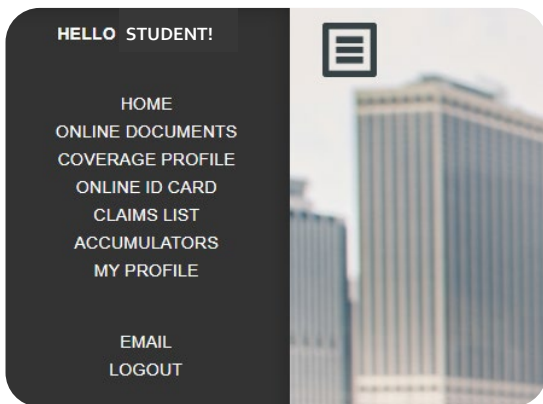 HELLO STUDENT!
HOME
ONLINE DOCUMENTS
COVERAGE PROFILE
ONLINE ID CARD
CLAIMS LIST
ACCUMULATORS
MY PROFILE
EMAIL
LOGOUT